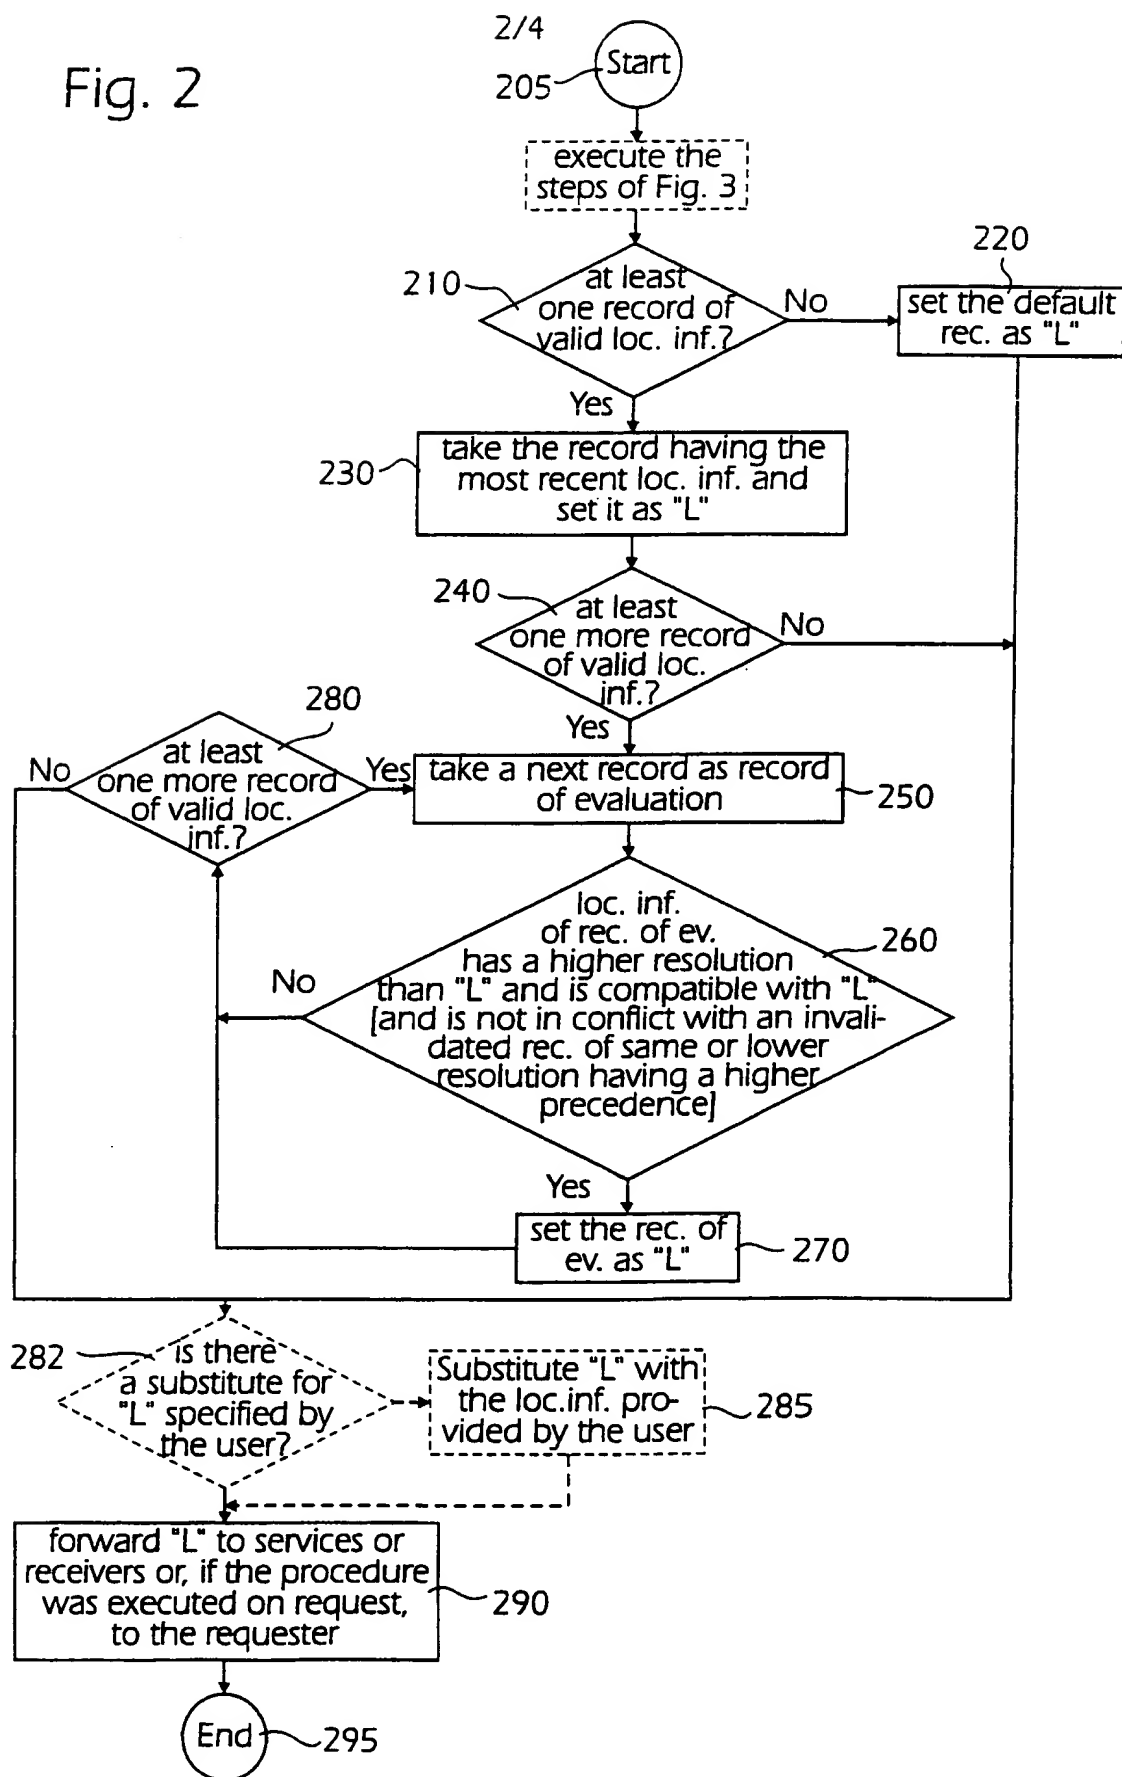 2/4
Fig. 2
Start
205
execute the
steps of Fig. 3
210
at least
one record of
valid loc. inf.?
No
220
set the default
rec. as "L"
Yes
230
take the record having the
most recent loc. inf. and
set it as "L"
240
at least
one more record
of valid loc.
inf.?
No
Yes
280
at least
one more record
of valid loc.
inf.?
No
Yes
take a next record as record
of evaluation
250
loc. inf.
of rec. of ev.
has a higher resolution
than "L" and is compatible with "L"
[and is not in conflict with an invali-
dated rec. of same or lower
resolution having a higher
precedence]
260
No
Yes
set the rec. of
ev. as "L"
270
282
is there
a substitute for
"L" specified by
the user?
Substitute "L" with
the loc.inf. pro-
vided by the user
285
forward "L" to services or
receivers or, if the procedure
was executed on request,
to the requester
290
End
295